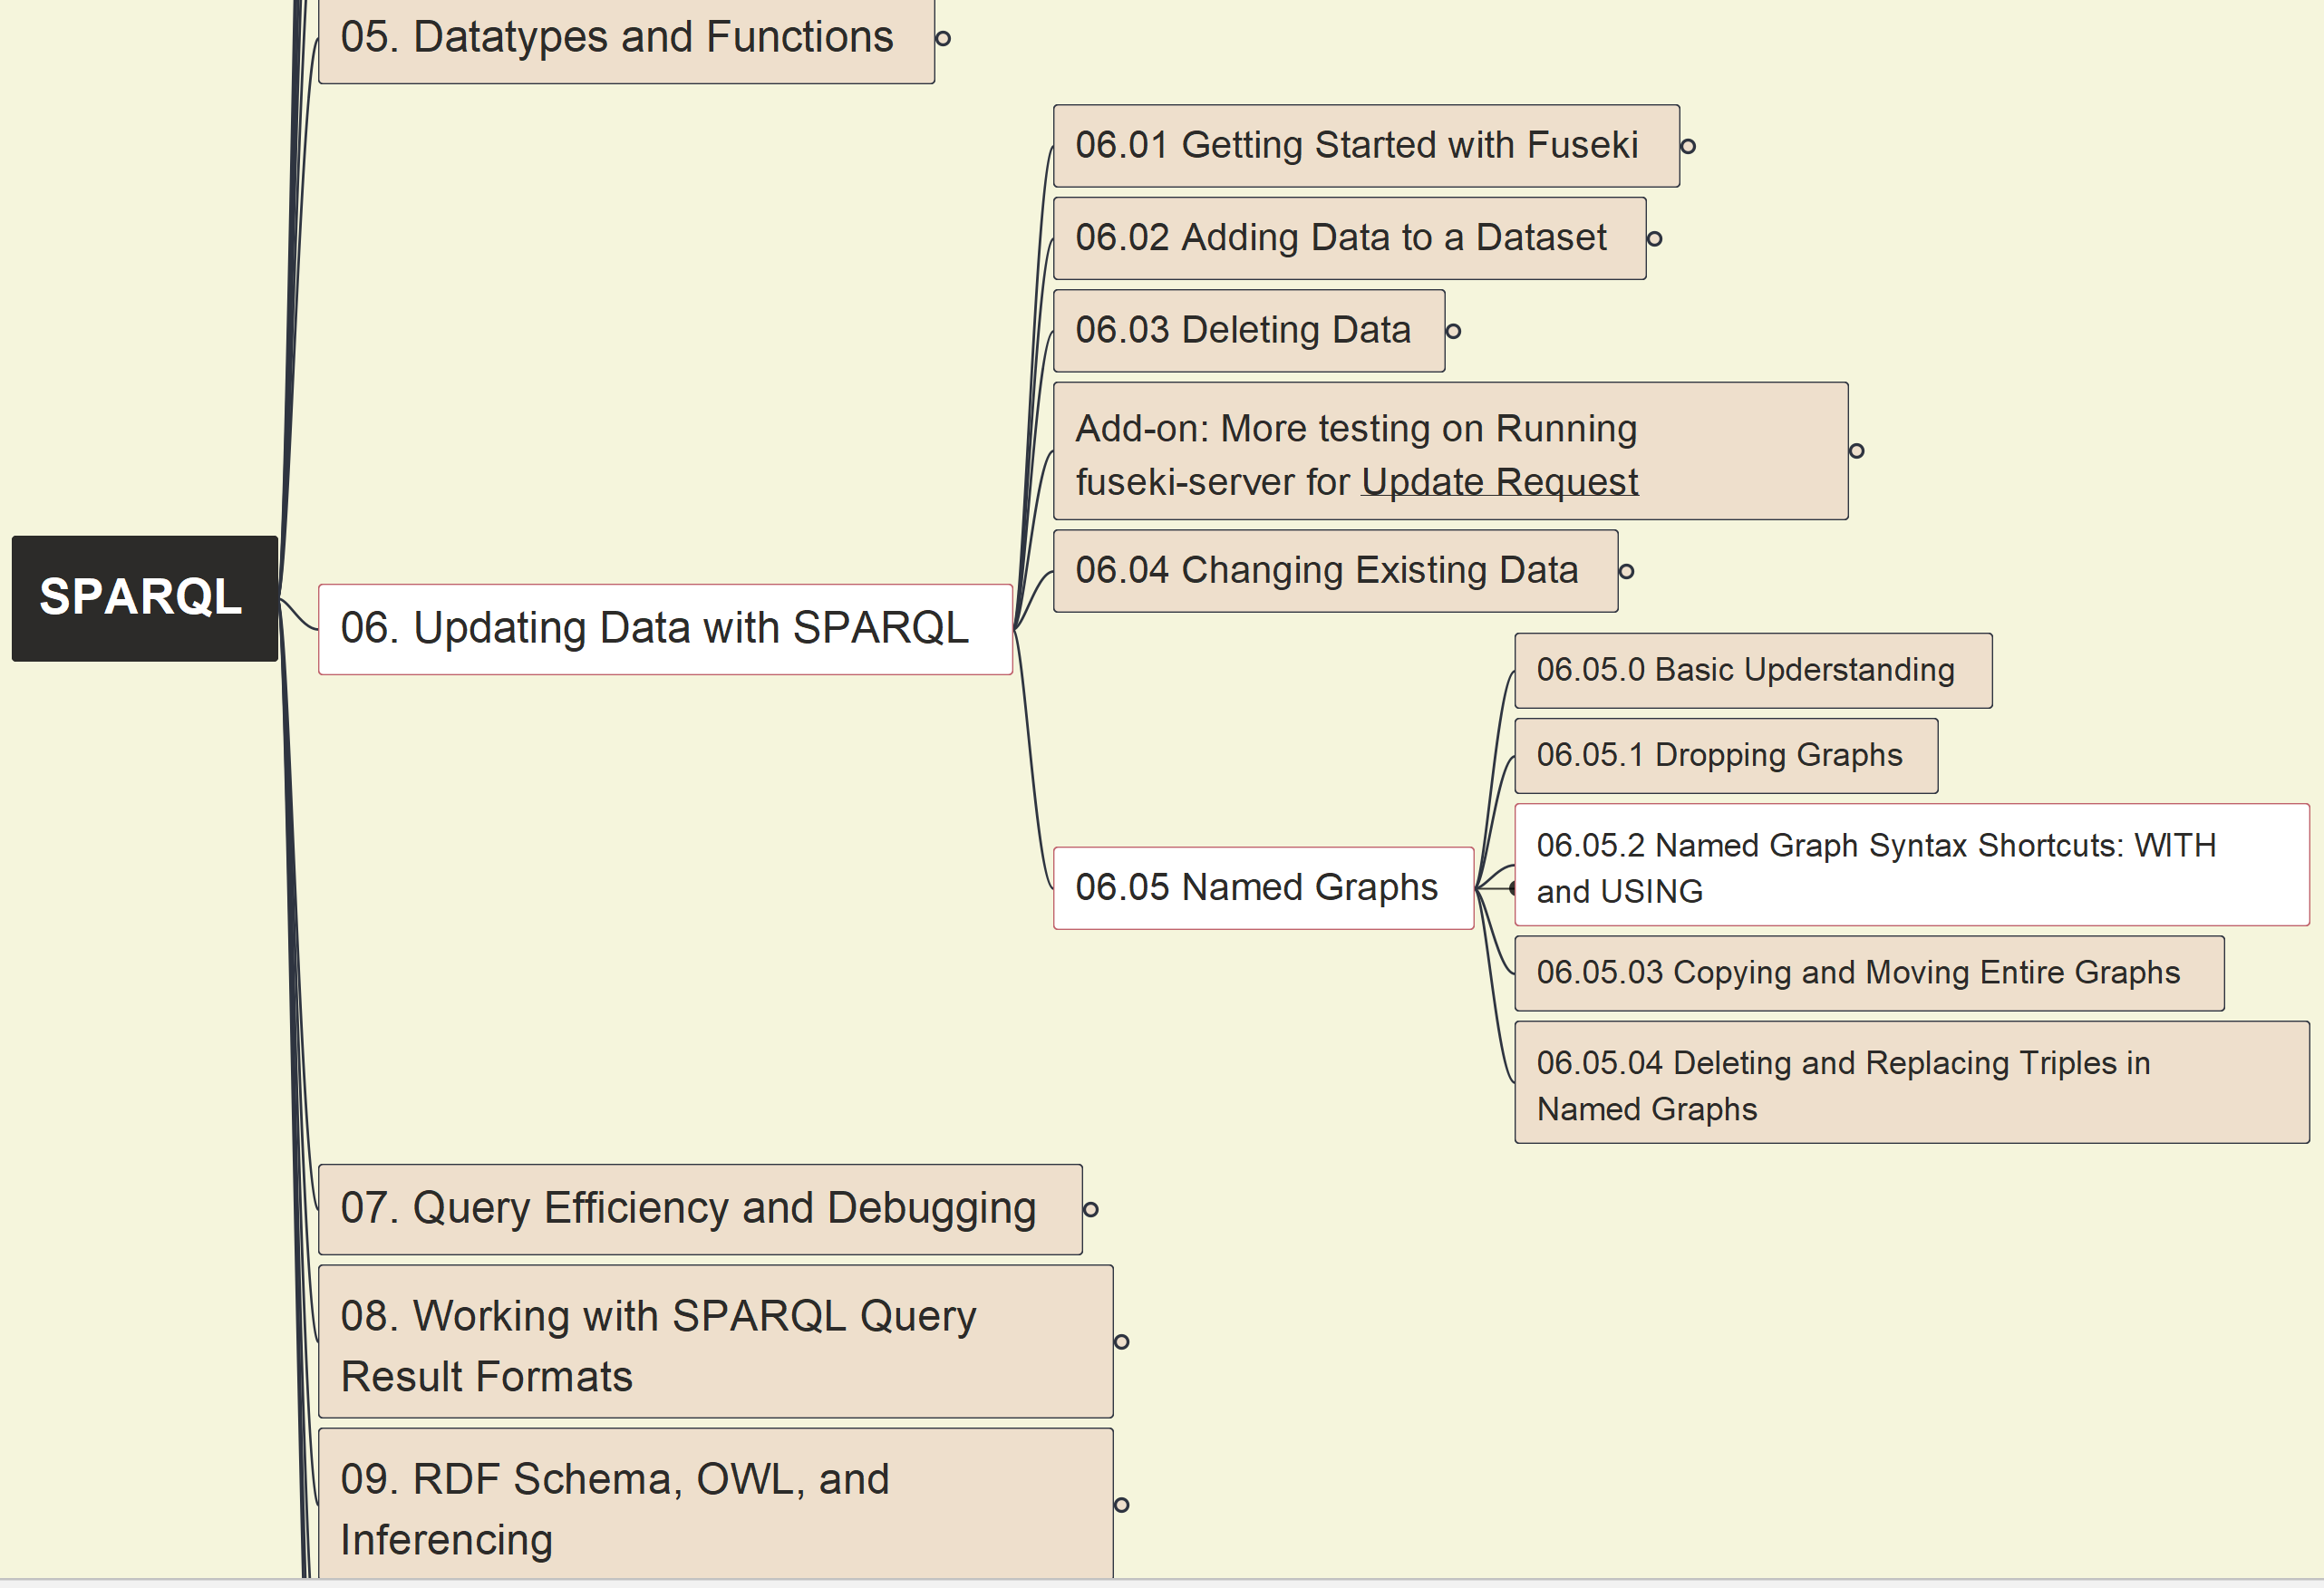 05. Datatypes and Functions
06.01 Getting Started with Fuseki
06.02 Adding Data to a Dataset
06.03 Deleting Data
Add-on: More testing on Running
fuseki-server for Update Request
06.04 Changing Existing Data
SPARQL
06. Updating Data with SPARQL
06.05.0 Basic Upderstanding
06.05.1 Dropping Graphs
06.05.2 Named Graph Syntax Shortcuts: WITH
and USING
06.05 Named Graphs
06.05.03 Copying and Moving Entire Graphs
06.05.04 Deleting and Replacing Triples in
Named Graphs
07. Query Efficiency and Debugging
08. Working with SPARQL Query
Result Formats
09. RDF Schema, OWL, and
Inferencing